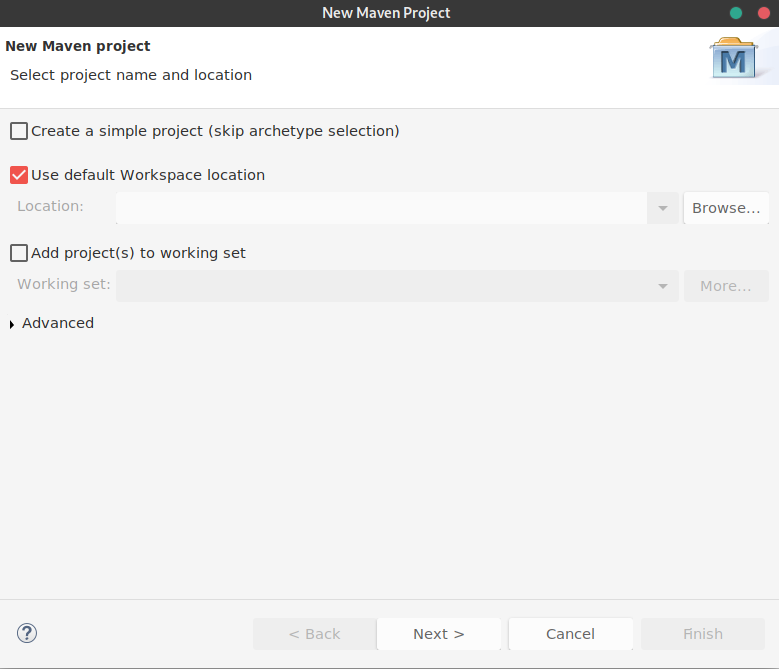 New Maven Project
New Maven project
Select project name and location
M
Create a simple project (skip archetype selection)
Use default Workspace location
Location:
Browse...
Add project(s) to working set
Working set:
More...
Advanced
?
< Back
Next >
Cancel
Finish